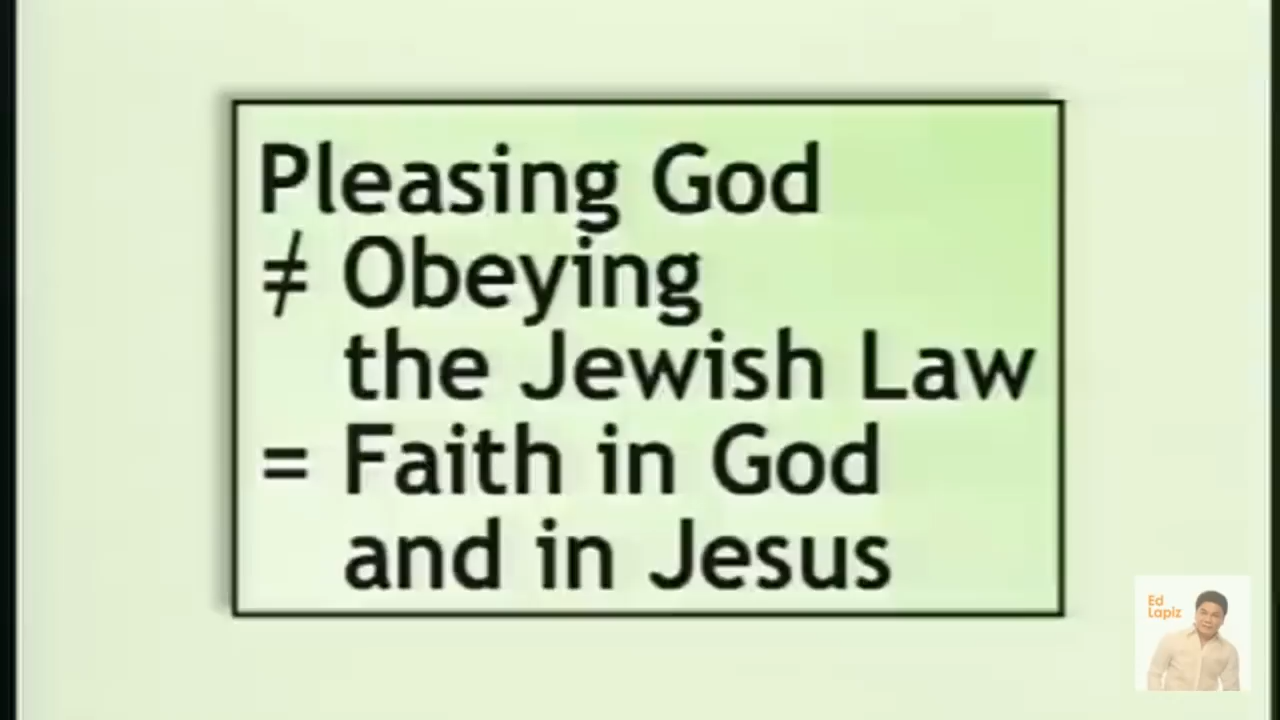 Pleasing God
≠ Obeying
the Jewish Law
= Faith in God
and in Jesus
Ed
Lapiz